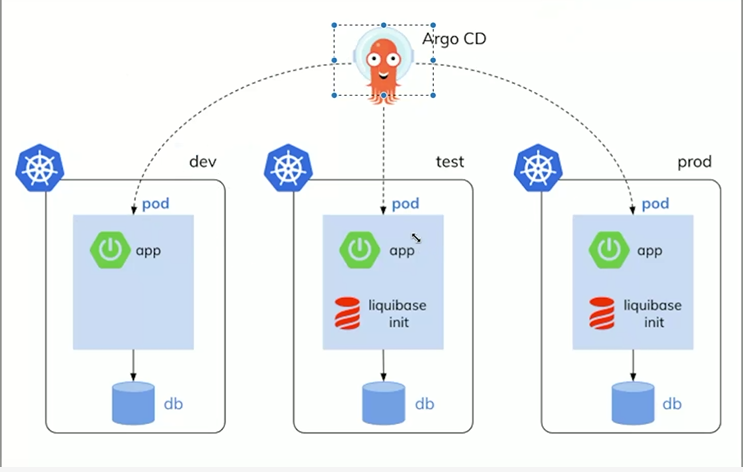 Argo CD
dev
test
prod
pod
pod
pod
app
app
app
liquibase
init
liquibase
init
db
db
db